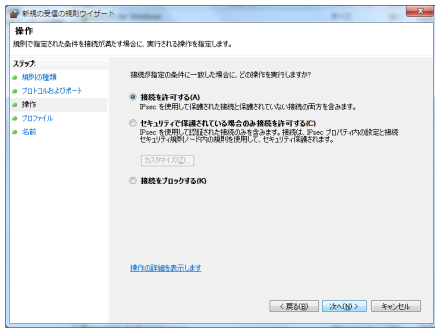 新規の受信の規則ウィザード
操作
規則で指定された条件を接続が満たす場合に、実行される操作を指定します。
ステップ:
規則の種類
プロトコルおよびポート
操作
プロファイル
名前
接続が指定の条件に一致した場合に、どの操作を実行しますか?
接続を許可する(A)
IPsec を使用して保護された接続と保護されていない接続の両方を含みます。
セキュリティで保護されている場合のみ接続を許可する(C)
IPsec を使用して認証された接続のみを含みます。接続は、IPsec プロパティ内の設定と接続
セキュリティ規則ノード内の規則を使用して、セキュリティ保護されます。
カスタマイズ(Z)...
接続をブロックする(K)
操作の詳細を表示します
< 戻る(B)
次へ(N) >
キャンセル